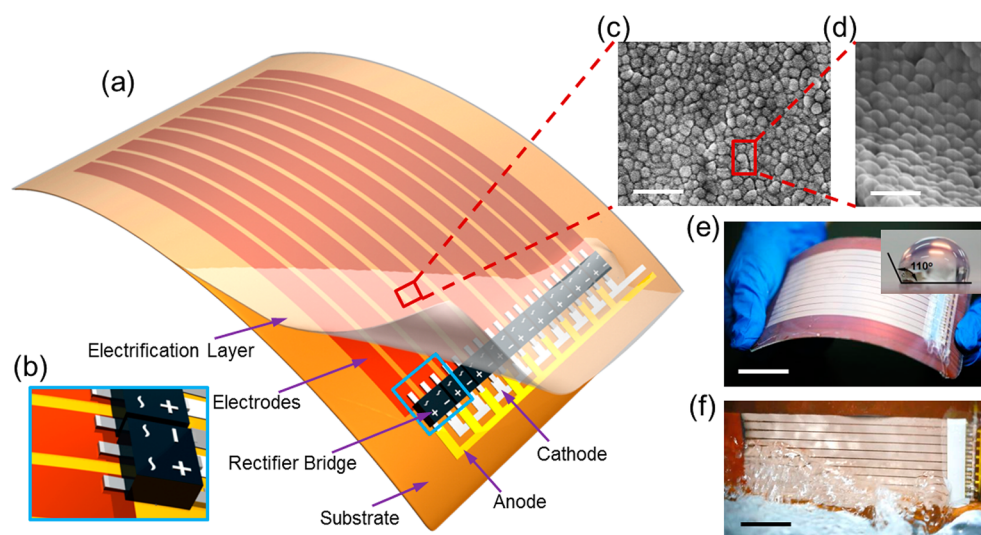 (a)
(c)
(d)
(e)
110°
Electrification Layer
(b)
Electrodes
Rectifier Bridge
Cathode
Anode
Substrate
~ + ~ - ~ +
(f)